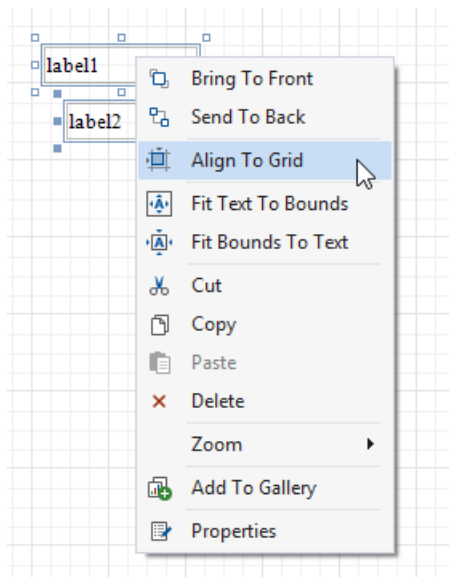 label1
label2
Bring To Front
Send To Back
Align To Grid
Fit Text To Bounds
Fit Bounds To Text
Cut
Copy
Paste
Delete
Zoom
Add To Gallery
Properties